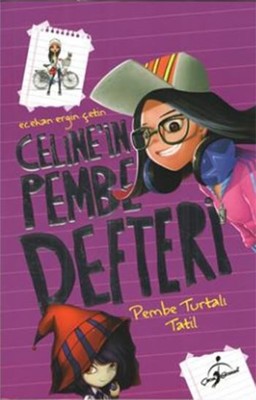 ecehan ergin çetin
CELINE'IN
PEMBE
DEFTERİ
Pembe Turtalı
Tatil